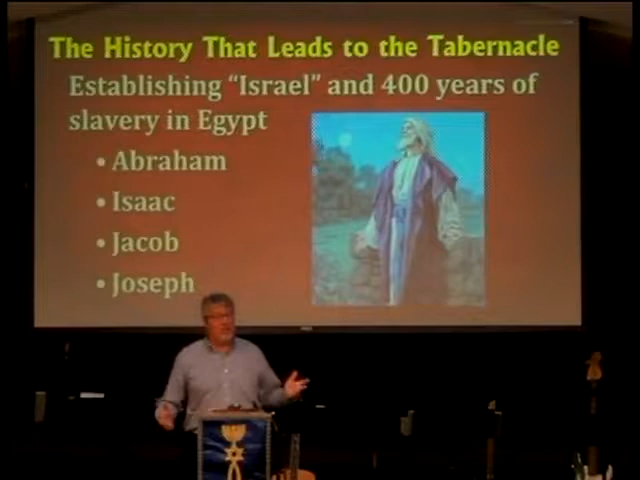 The History That Leads to the Tabernacle
Establishing “Israel” and 400 years of
slavery in Egypt
• Abraham
• Isaac
• Jacob
• Joseph